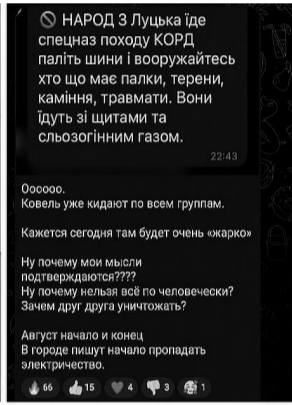 🚫 НАРОД З Луцька їде
спецназ походу КОРД
паліть шини і вооружайтесь
хто що має палки, терени,
каміння, травмати. Вони
їдуть зі щитами та
сльозогінним газом.
22:43
Оооооо.
Ковель уже кидают по всем группам.
Кажется сегодня там будет очень «жарко»
Ну почему мои мысли
подтверждаются????
Ну почему нельзя всё по человечески?
Зачем друг друга уничтожать?
Август начало и конец
В городе пишут начало пропадать
электричество.
66 15 4 3 1